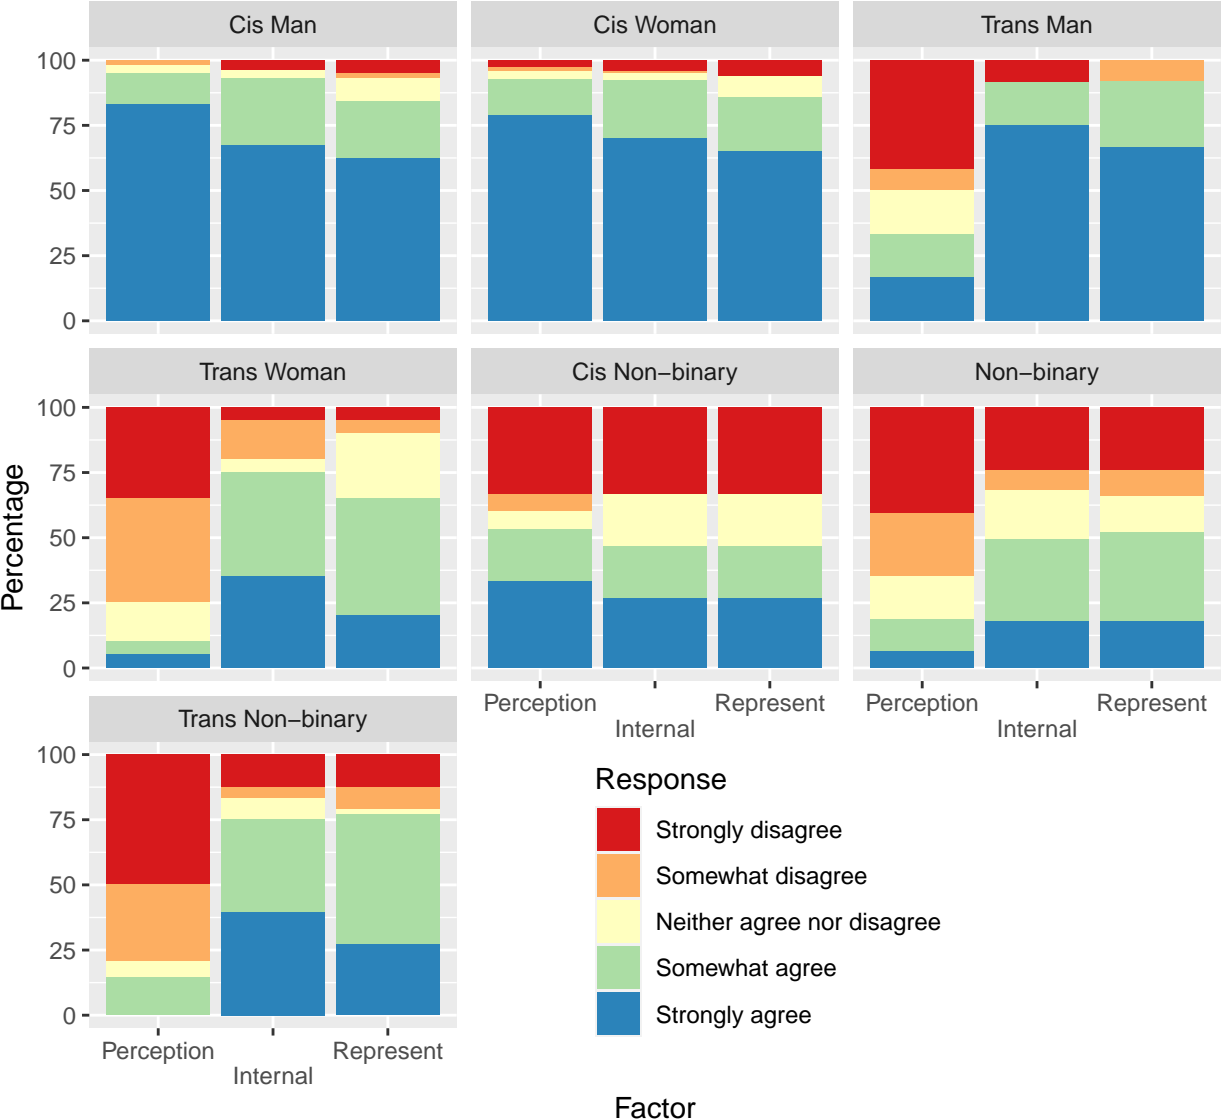 Cis Man
Cis Woman
Trans Man
100
75
50
25
0
Trans Woman
Cis Non−binary
Non−binary
100
75
50
25
0
Percentage
Perception
Internal
Represent
Perception
Internal
Represent
Trans Non−binary
100
75
50
25
0
Perception
Internal
Represent
Response
Strongly disagree
Somewhat disagree
Neither agree nor disagree
Somewhat agree
Strongly agree
Factor